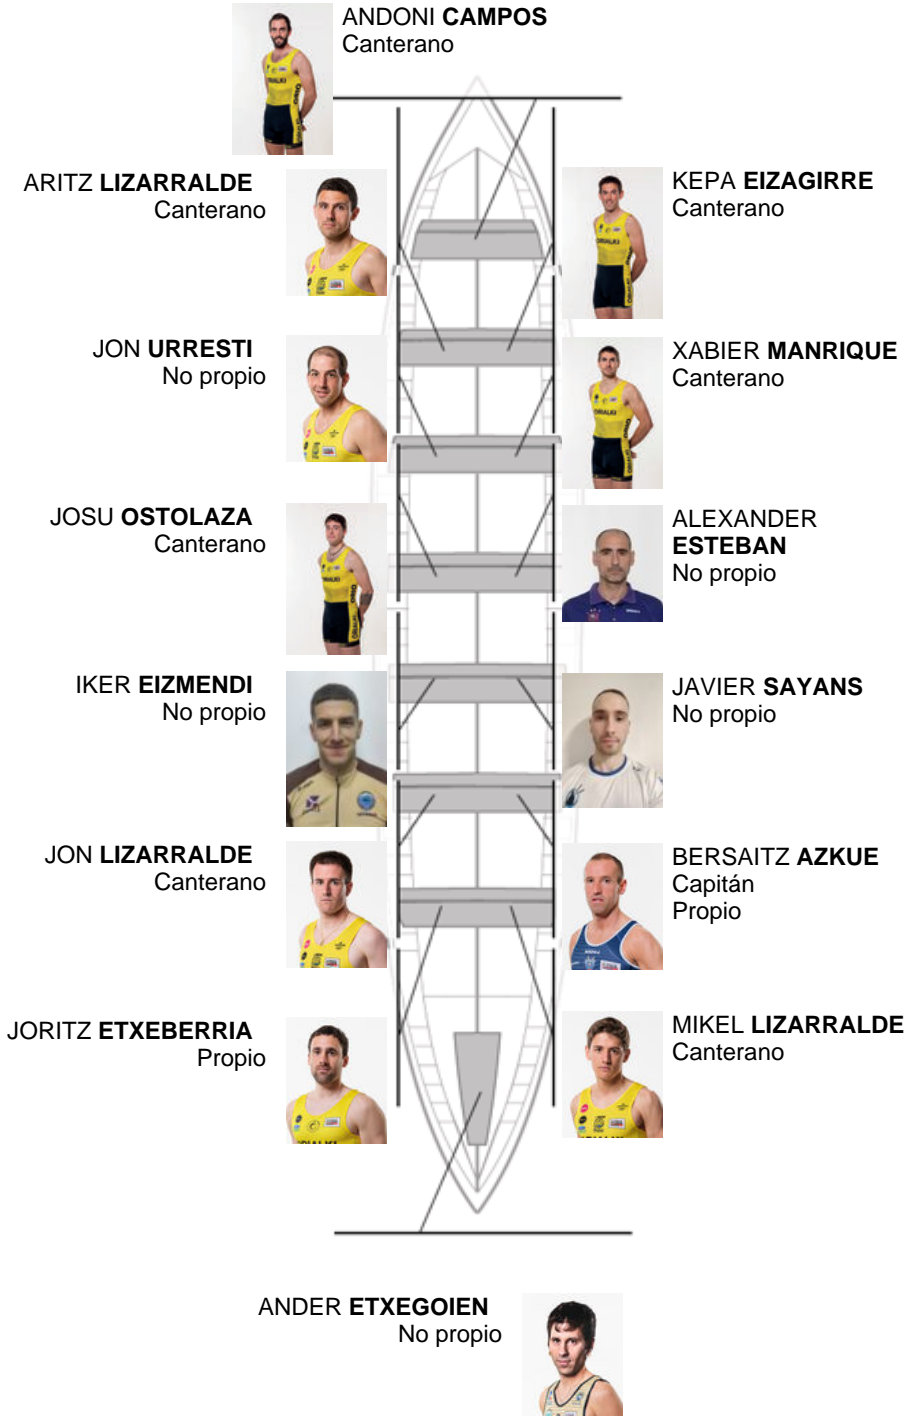 ANDONI CAMPOS
Canterano
ARITZ LIZARRALDE
Canterano
KEPA EIZAGIRRE
Canterano
JON URRESTI
No propio
XABIER MANRIQUE
Canterano
JOSU OSTOLAZA
Canterano
ALEXANDER
ESTEBAN
No propio
IKER EIZMENDI
No propio
JAVIER SAYANS
No propio
JON LIZARRALDE
Canterano
BERSAITZ AZKUE
Capitán
Propio
JORITZ ETXEBERRIA
Propio
MIKEL LIZARRALDE
Canterano
ANDER ETXEGOIEN
No propio